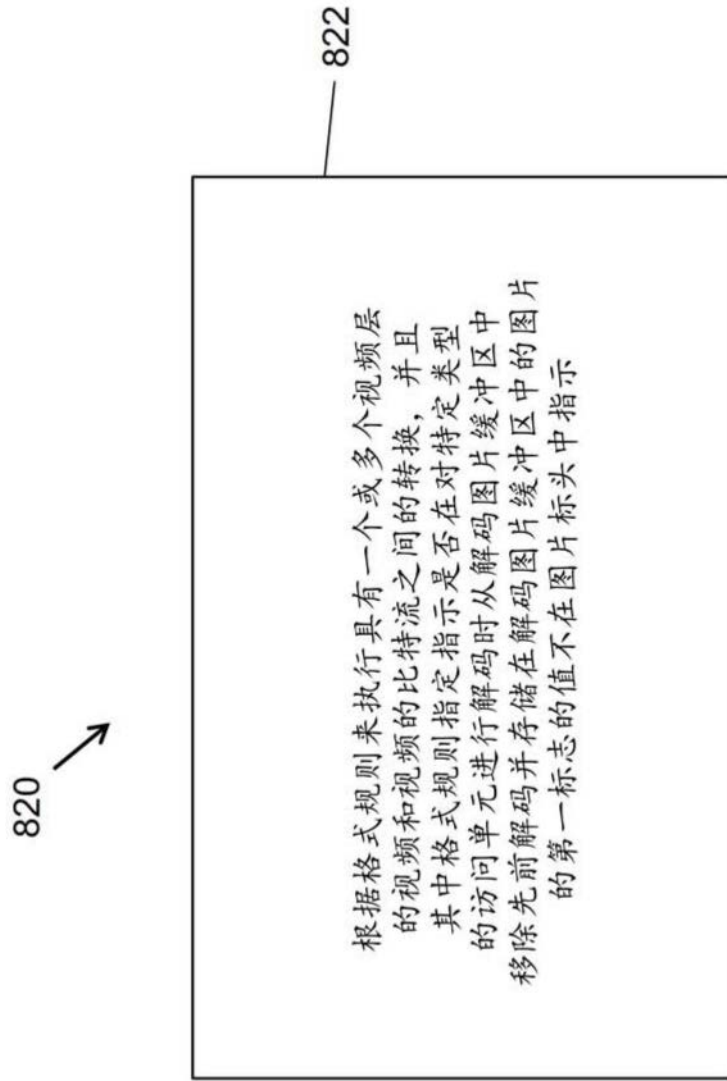 820
822
根据格式规则来执行具有一个或多个视频层
的视频和视频的比特流之间的转换，并且
其中格式规则指定指示是否在对特定类型
的访问单元进行解码时从解码图片缓冲区中
移除先前解码并存储在解码图片缓冲区中的图片
的第一标志的值不在图片标头中指示